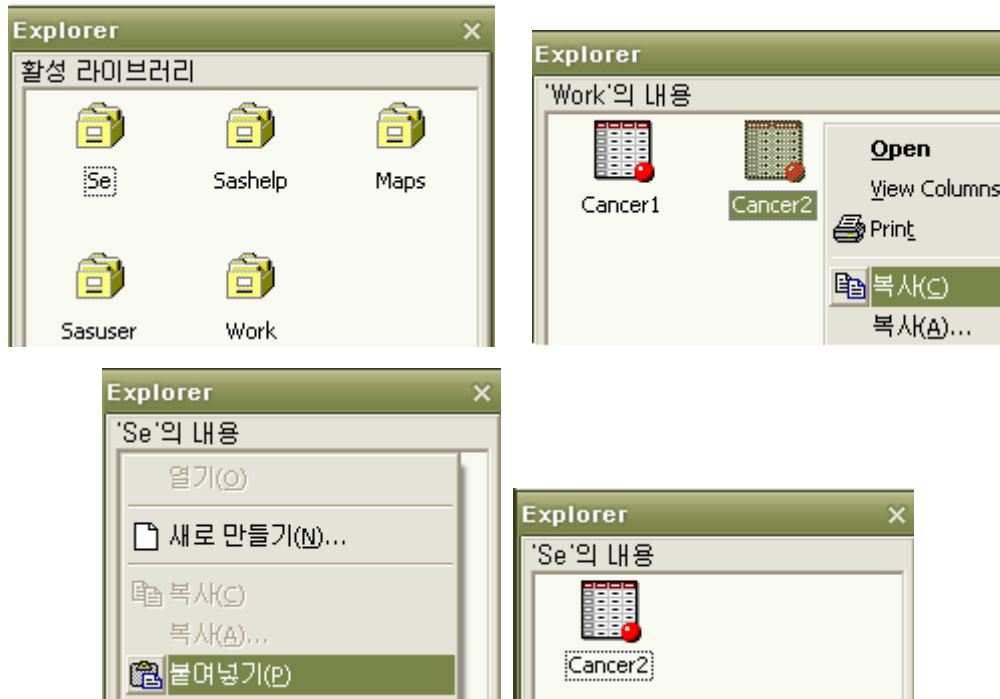 Explorer
활성 라이브러리
Se Sashelp Maps
Sasuser Work
Explorer
'Work'의 내용
Cancer1 Cancer2
Open
View Columns
Print
복사(C)
복사(A)...
Explorer
'Se'의 내용
열기(O)
새로 만들기(N)...
복사(C)
복사(A)...
붙여넣기(P)
Explorer
'Se'의 내용
Cancer2